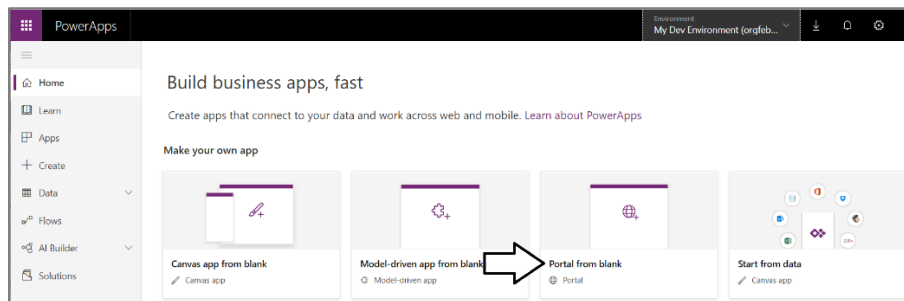 PowerApps
Environment
My Dev Environment (orgfeb...
Home
Learn
Apps
Create
Data
Flows
AI Builder
Solutions
Build business apps, fast
Create apps that connect to your data and work across web and mobile. Learn about PowerApps
Make your own app
Canvas app from blank
Canvas app
Model-driven app from blank
Model-driven app
Portal from blank
Portal
200+
Start from data
Canvas app